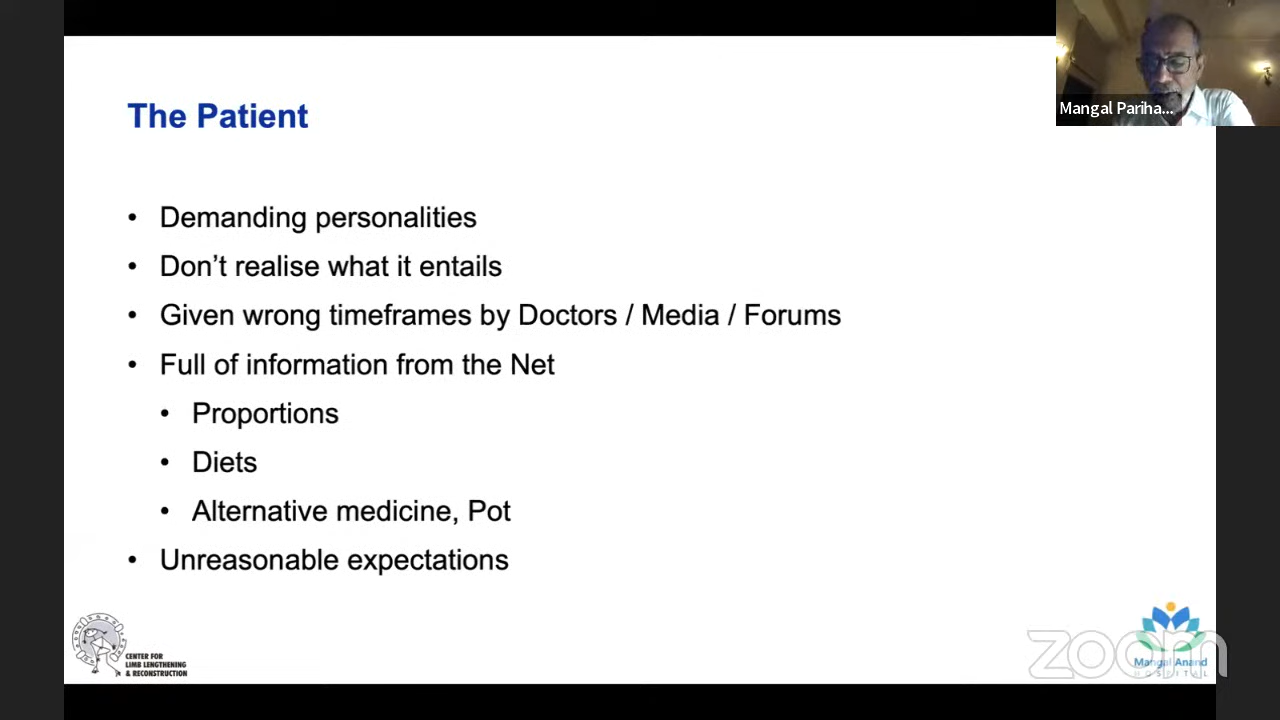 Mangal Pariha...
The Patient
• Demanding personalities
• Don't realise what it entails
• Given wrong timeframes by Doctors / Media / Forums
• Full of information from the Net
• Proportions
• Diets
• Alternative medicine, Pot
• Unreasonable expectations
CENTER FOR
LIMB LENGTHENING
& RECONSTRUCTION
zoom
Mangal Anand
HOSPITAL